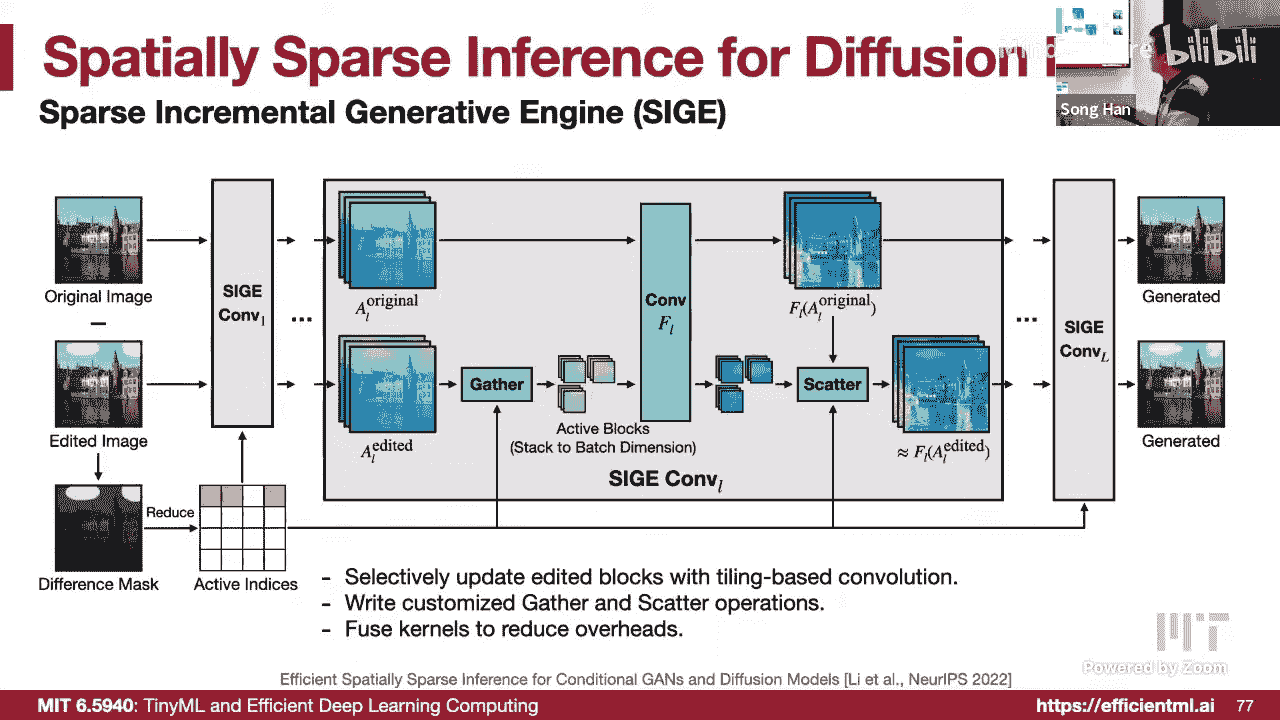 Spatially Sparse Inference for Diffusion
bilibili
Song Han
Sparse Incremental Generative Engine (SIGE)
Original Image
Edited Image
Difference Mask
Reduce
Active Indices
SIGE
Conv₁
...
A_l^original
A_l^edited
Gather
Active Blocks
(Stack to Batch Dimension)
Conv
F_l
F_l(A_l^original)
Scatter
≈ F_l(A_l^edited)
SIGE Conv_l
...
SIGE
Conv_L
Generated
Generated
- Selectively update edited blocks with tiling-based convolution.
- Write customized Gather and Scatter operations.
- Fuse kernels to reduce overheads.
MIT
Powered by Zoom
Efficient Spatially Sparse Inference for Conditional GANs and Diffusion Models [Li et al., NeurIPS 2022]
MIT 6.5940: TinyML and Efficient Deep Learning Computing
https://efficientml.ai
77